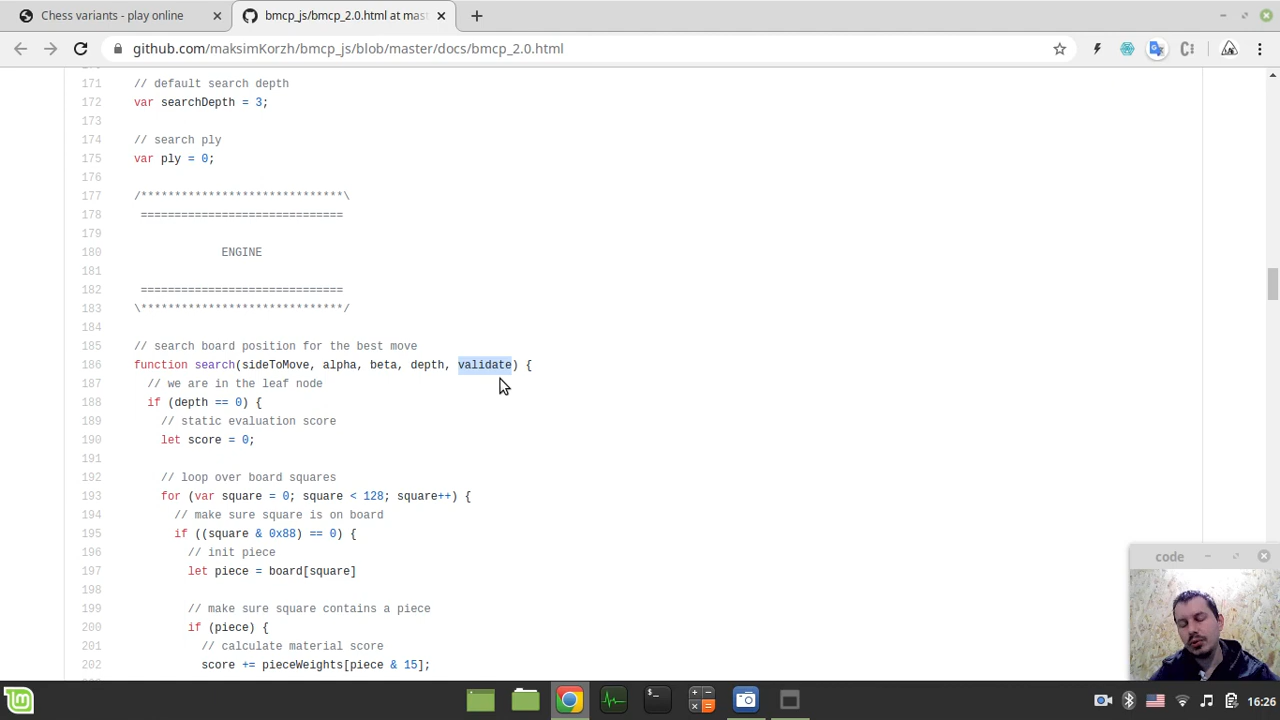 Chess variants - play online
bmcp_js/bmcp_2.0.html at mas
github.com/maksimKorzh/bmcp_js/blob/master/docs/bmcp_2.0.html
171 // default search depth
172 var searchDepth = 3;
173
174 // search ply
175 var ply = 0;
176
177 /******************************\
178 ==============================
179
180 ENGINE
181
182 ==============================
183 \******************************/
184
185 // search board position for the best move
186 function search(sideToMove, alpha, beta, depth, validate) {
187 // we are in the leaf node
188 if (depth == 0) {
189 // static evaluation score
190 let score = 0;
191
192 // loop over board squares
193 for (var square = 0; square < 128; square++) {
194 // make sure square is on board
195 if ((square & 0x88) == 0) {
196 // init piece
197 let piece = board[square]
198
199 // make sure square contains a piece
200 if (piece) {
201 // calculate material score
202 score += pieceWeights[piece & 15];
code
16:26